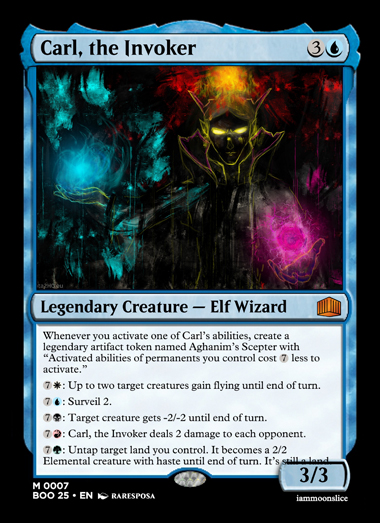 Carl, the Invoker 3
Legendary Creature — Elf Wizard
Whenever you activate one of Carl's abilities, create a
legendary artifact token named Aghanim's Scepter with
“Activated abilities of permanents you control cost 7 less to
activate.”
7: Up to two target creatures gain flying until end of turn.
7: Surveil 2.
7: Target creature gets -2/-2 until end of turn.
7: Carl, the Invoker deals 2 damage to each opponent.
7: Untap target land you control. It becomes a 2/2
Elemental creature with haste until end of turn. It's still a land.
3/3
M 0007
BOO 25 • EN RARESPOSA
iammoonslice